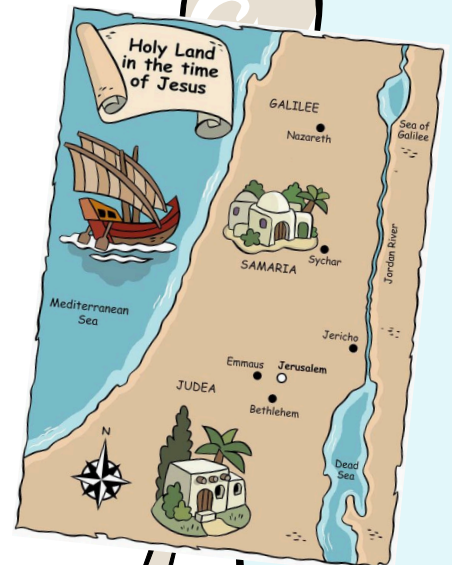 Holy Land
in the time
of Jesus
GALILEE
Nazareth
Sea of
Galilee
Jordan River
Sychar
SAMARIA
Mediterranean
Sea
Jericho
Emmaus
Jerusalem
JUDEA
Bethlehem
N
Dead
Sea